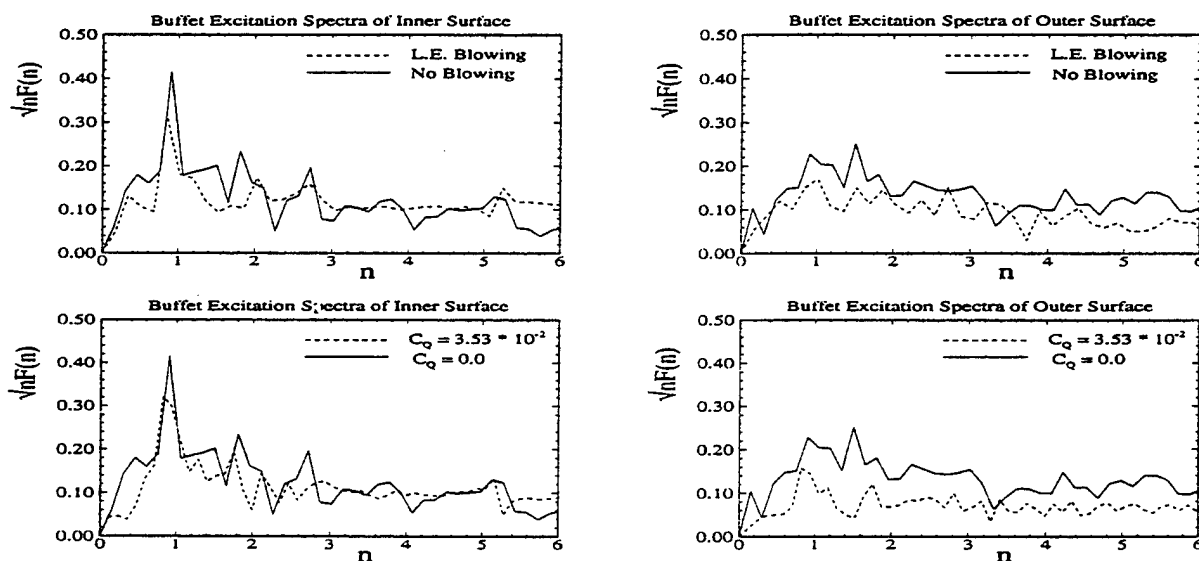 Buffet Excitation Spectra of Inner Surface
0.50
0.40
0.30
0.20
0.10
0.00
√nF(n)
L.E. Blowing
No Blowing
0 1 2 3 4 5 6
n
Buffet Excitation Spectra of Outer Surface
0.50
0.40
0.30
0.20
0.10
0.00
√nF(n)
L.E. Blowing
No Blowing
0 1 2 3 4 5 6
n
Buffet Excitation Spectra of Inner Surface
0.50
0.40
0.30
0.20
0.10
0.00
√nF(n)
C_Q = 3.53 * 10^-2
C_Q = 0.0
0 1 2 3 4 5 6
n
Buffet Excitation Spectra of Outer Surface
0.50
0.40
0.30
0.20
0.10
0.00
√nF(n)
C_Q = 3.53 * 10^-2
C_Q = 0.0
0 1 2 3 4 5 6
n